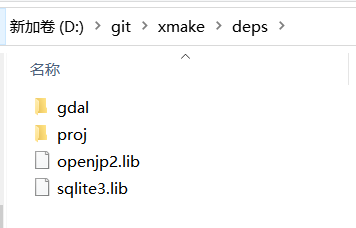 新加卷 (D:) > git > xmake > deps >
名称
gdal
proj
openjp2.lib
sqlite3.lib